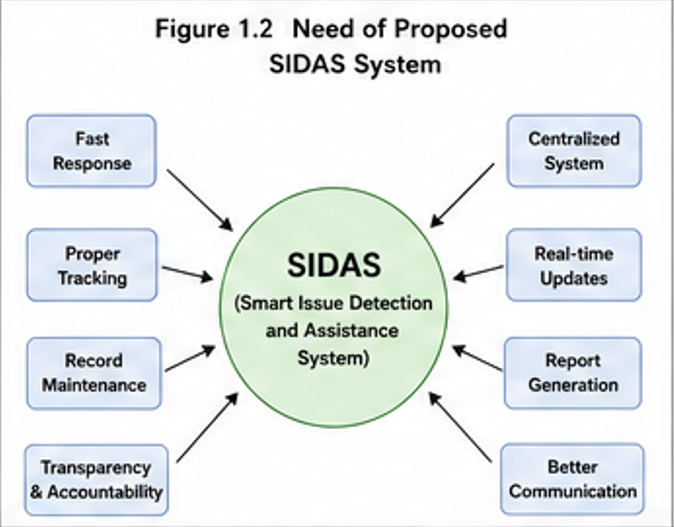 Figure 1.2 Need of Proposed
SIDAS System
Fast
Response
Proper
Tracking
Record
Maintenance
Transparency
& Accountability
SIDAS
(Smart Issue Detection
and Assistance
System)
Centralized
System
Real-time
Updates
Report
Generation
Better
Communication